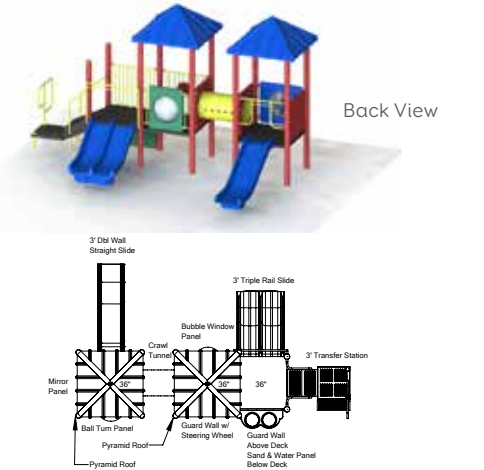 Back View
3' Dbl Wall
Straight Slide
3' Triple Rail Slide
Bubble Window
Panel
Crawl
Tunnel
3' Transfer Station
Mirror
Panel
36"
36"
36"
Ball Turn Panel
Guard Wall w/
Steering Wheel
Guard Wall
Above Deck
Sand & Water Panel
Below Deck
Pyramid Roof
Pyramid Roof